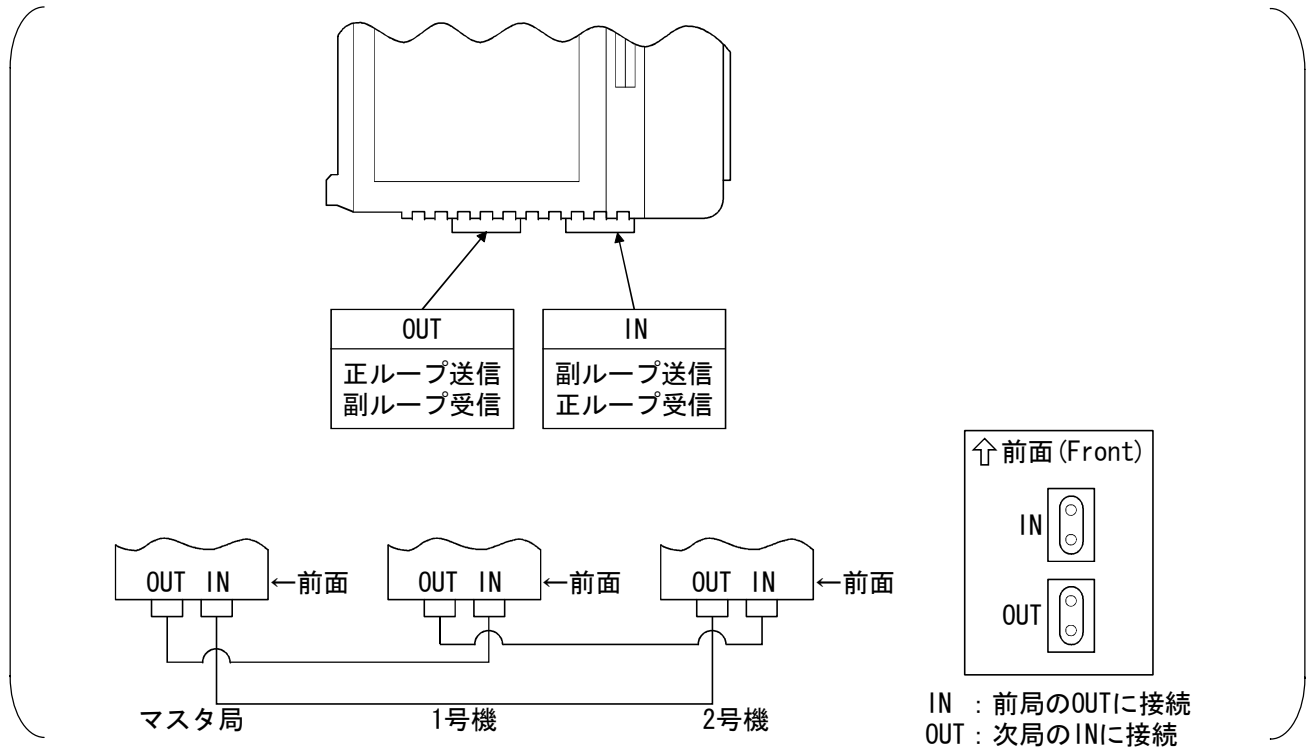 OUT
正ループ送信
副ループ受信
IN
副ループ送信
正ループ受信
OUT IN ←前面
OUT IN ←前面
OUT IN ←前面
マスタ局
1号機
2号機
⇧前面(Front)
IN
OUT
IN :前局のOUTに接続
OUT:次局のINに接続